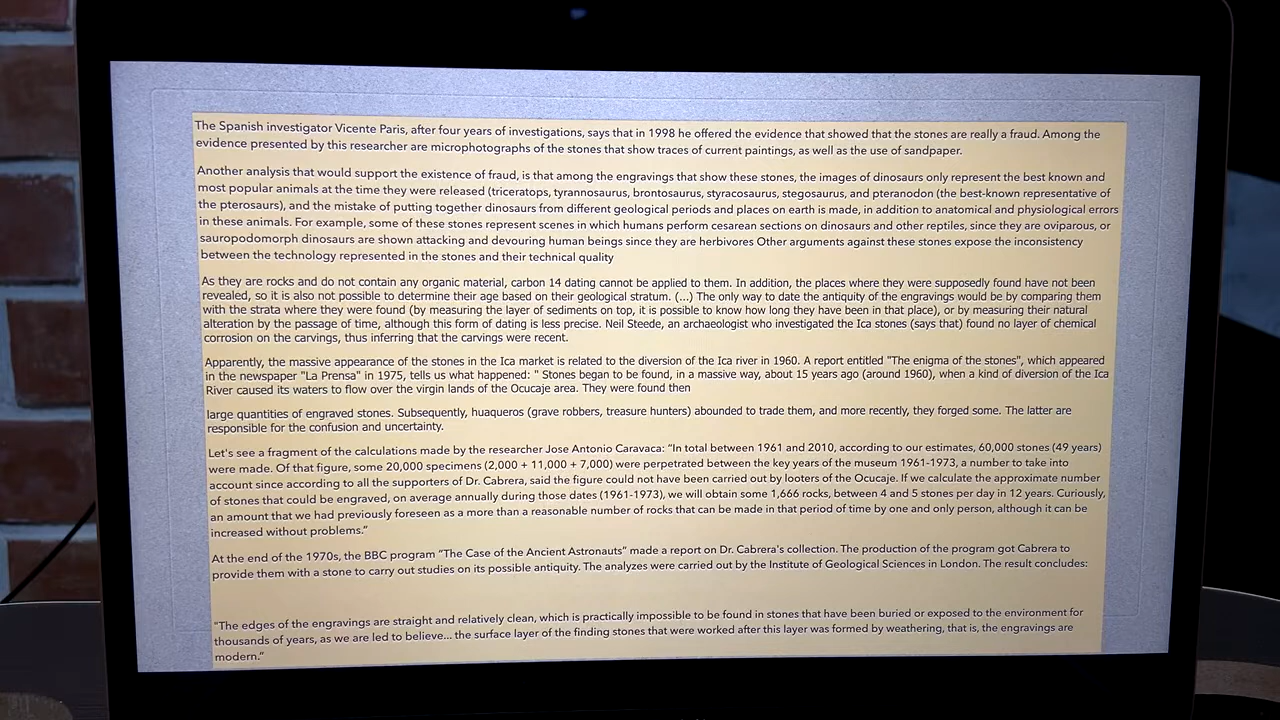 The Spanish investigator Vicente Paris, after four years of investigations, says that in 1998 he offered the evidence that showed that the stones are really a fraud. Among the
evidence presented by this researcher are microphotographs of the stones that show traces of current paintings, as well as the use of sandpaper.
Another analysis that would support the existence of fraud, is that among the engravings that show these stones, the images of dinosaurs only represent the best known and
most popular animals at the time they were released (triceratops, tyrannosaurus, brontosaurus, styracosaurus, stegosaurus, and pteranodon (the best-known representative of
the pterosaurs), and the mistake of putting together dinosaurs from different geological periods and places on earth is made, in addition to anatomical and physiological errors
in these animals. For example, some of these stones represent scenes in which humans perform cesarean sections on dinosaurs and other reptiles, since they are oviparous, or
sauropodomorph dinosaurs are shown attacking and devouring human beings since they are herbivores Other arguments against these stones expose the inconsistency
between the technology represented in the stones and their technical quality
As they are rocks and do not contain any organic material, carbon 14 dating cannot be applied to them. In addition, the places where they were supposedly found have not been
revealed, so it is also not possible to determine their age based on their geological stratum. (...) The only way to date the antiquity of the engravings would be by comparing them
with the strata where they were found (by measuring the layer of sediments on top, it is possible to know how long they have been in that place), or by measuring their natural
alteration by the passage of time, although this form of dating is less precise. Neil Steede, an archaeologist who investigated the Ica stones (says that) found no layer of chemical
corrosion on the carvings, thus inferring that the carvings were recent.
Apparently, the massive appearance of the stones in the Ica market is related to the diversion of the Ica river in 1960. A report entitled "The enigma of the stones", which appeared
in the newspaper "La Prensa" in 1975, tells us what happened: " Stones began to be found, in a massive way, about 15 years ago (around 1960), when a kind of diversion of the Ica
River caused its waters to flow over the virgin lands of the Ocucaje area. They were found then
large quantities of engraved stones. Subsequently, huaqueros (grave robbers, treasure hunters) abounded to trade them, and more recently, they forged some. The latter are
responsible for the confusion and uncertainty.
Let's see a fragment of the calculations made by the researcher Jose Antonio Caravaca: “In total between 1961 and 2010, according to our estimates, 60,000 stones (49 years)
were made. Of that figure, some 20,000 specimens (2,000 + 11,000 + 7,000) were perpetrated between the key years of the museum 1961-1973, a number to take into
account since according to all the supporters of Dr. Cabrera, said the figure could not have been carried out by looters of the Ocucaje. If we calculate the approximate number
of stones that could be engraved, on average annually during those dates (1961-1973), we will obtain some 1,666 rocks, between 4 and 5 stones per day in 12 years. Curiously,
an amount that we had previously foreseen as a more than a reasonable number of rocks that can be made in that period of time by one and only person, although it can be
increased without problems.”
At the end of the 1970s, the BBC program “The Case of the Ancient Astronauts” made a report on Dr. Cabrera's collection. The production of the program got Cabrera to
provide them with a stone to carry out studies on its possible antiquity. The analyzes were carried out by the Institute of Geological Sciences in London. The result concludes:
“The edges of the engravings are straight and relatively clean, which is practically impossible to be found in stones that have been buried or exposed to the environment for
thousands of years, as we are led to believe... the surface layer of the finding stones that were worked after this layer was formed by weathering, that is, the engravings are
modern.”